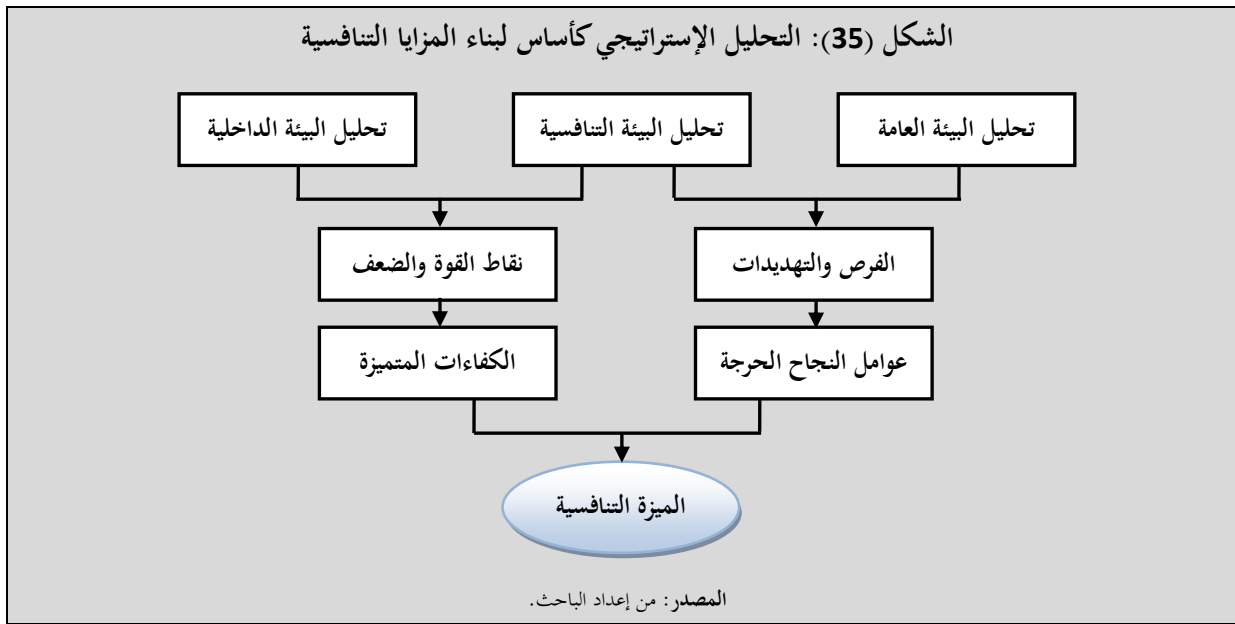 الشكل (35): التحليل الإستراتيجي كأساس لبناء المزايا التنافسية
تحليل البيئة العامة
تحليل البيئة التنافسية
تحليل البيئة الداخلية
الفرص والتهديدات
نقاط القوة والضعف
عوامل النجاح الحرجة
الكفاءات المتميزة
الميزة التنافسية
المصدر: من إعداد الباحث.